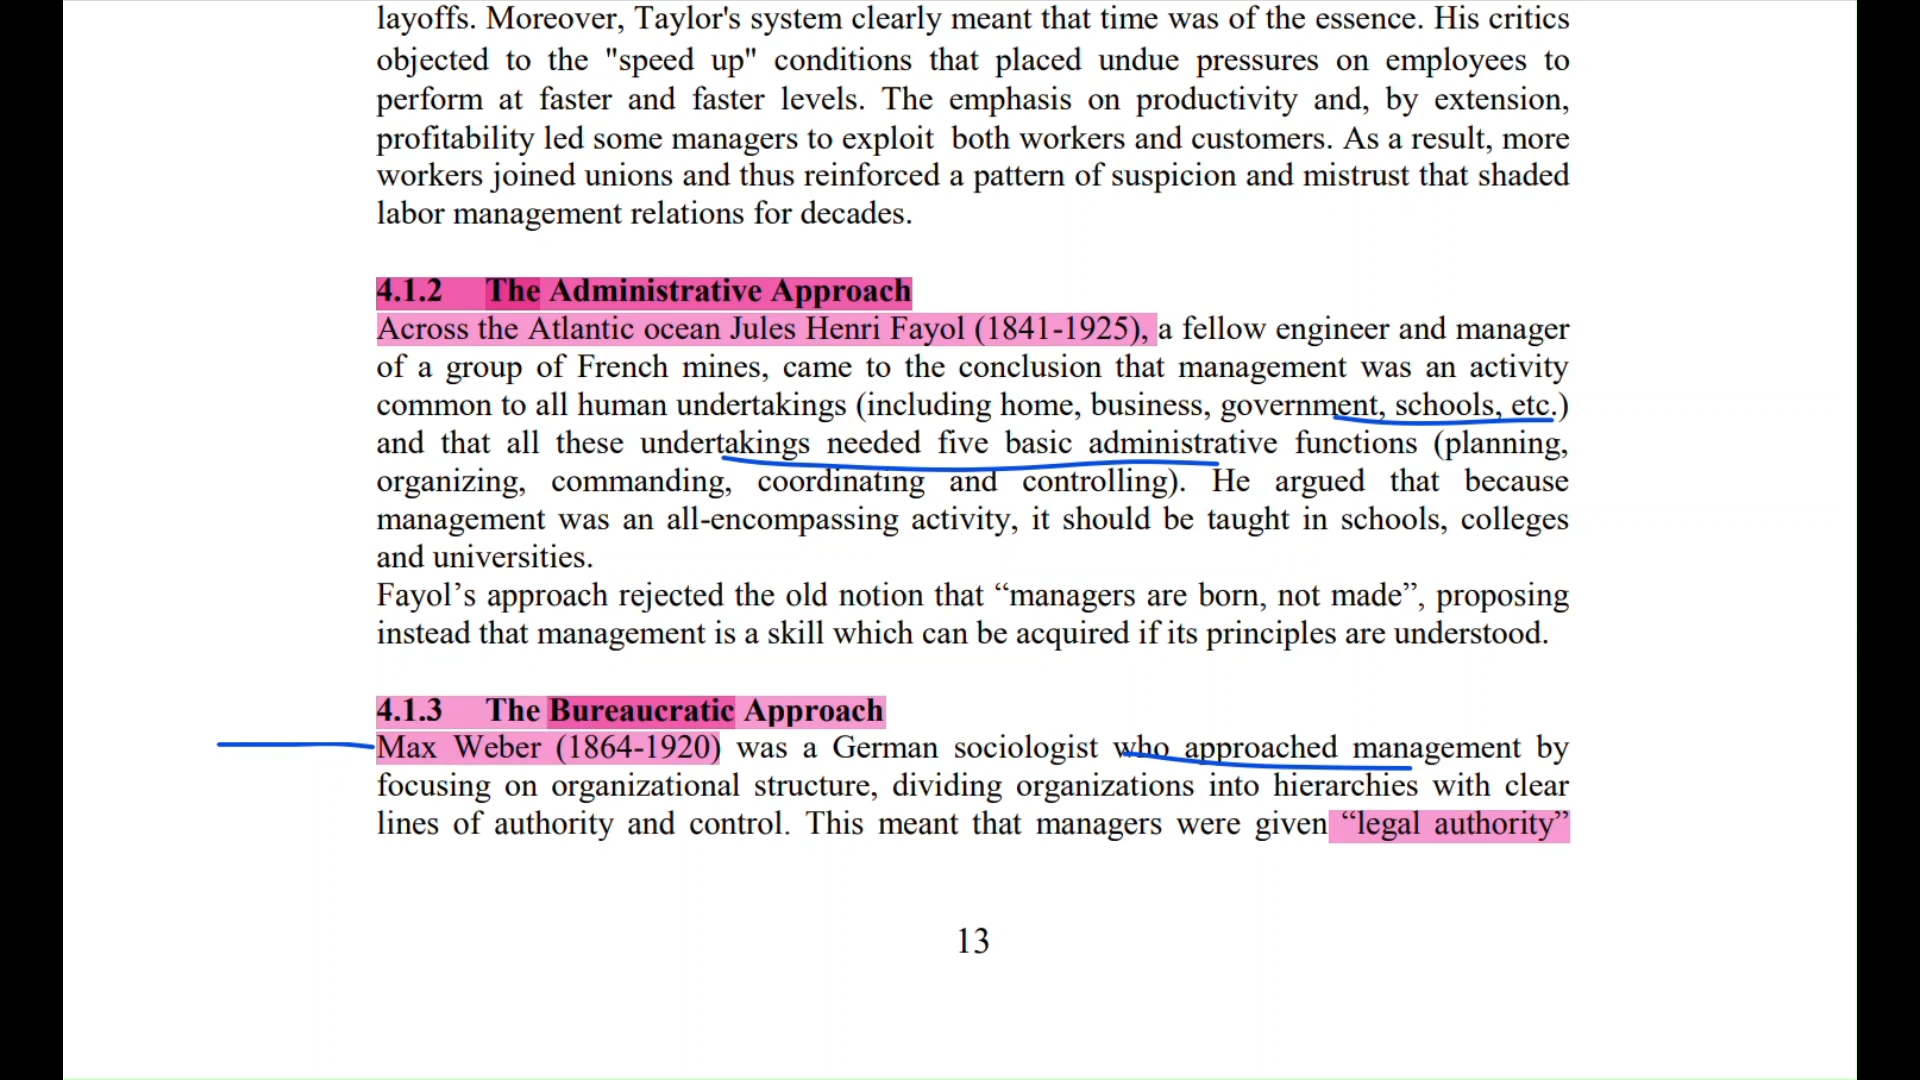 layoffs. Moreover, Taylor's system clearly meant that time was of the essence. His critics
objected to the "speed up" conditions that placed undue pressures on employees to
perform at faster and faster levels. The emphasis on productivity and, by extension,
profitability led some managers to exploit both workers and customers. As a result, more
workers joined unions and thus reinforced a pattern of suspicion and mistrust that shaded
labor management relations for decades.
4.1.2 The Administrative Approach
Across the Atlantic ocean Jules Henri Fayol (1841-1925), a fellow engineer and manager
of a group of French mines, came to the conclusion that management was an activity
common to all human undertakings (including home, business, government, schools, etc.)
and that all these undertakings needed five basic administrative functions (planning,
organizing, commanding, coordinating and controlling). He argued that because
management was an all-encompassing activity, it should be taught in schools, colleges
and universities.
Fayol’s approach rejected the old notion that “managers are born, not made”, proposing
instead that management is a skill which can be acquired if its principles are understood.
4.1.3 The Bureaucratic Approach
Max Weber (1864-1920) was a German sociologist who approached management by
focusing on organizational structure, dividing organizations into hierarchies with clear
lines of authority and control. This meant that managers were given “legal authority”
13